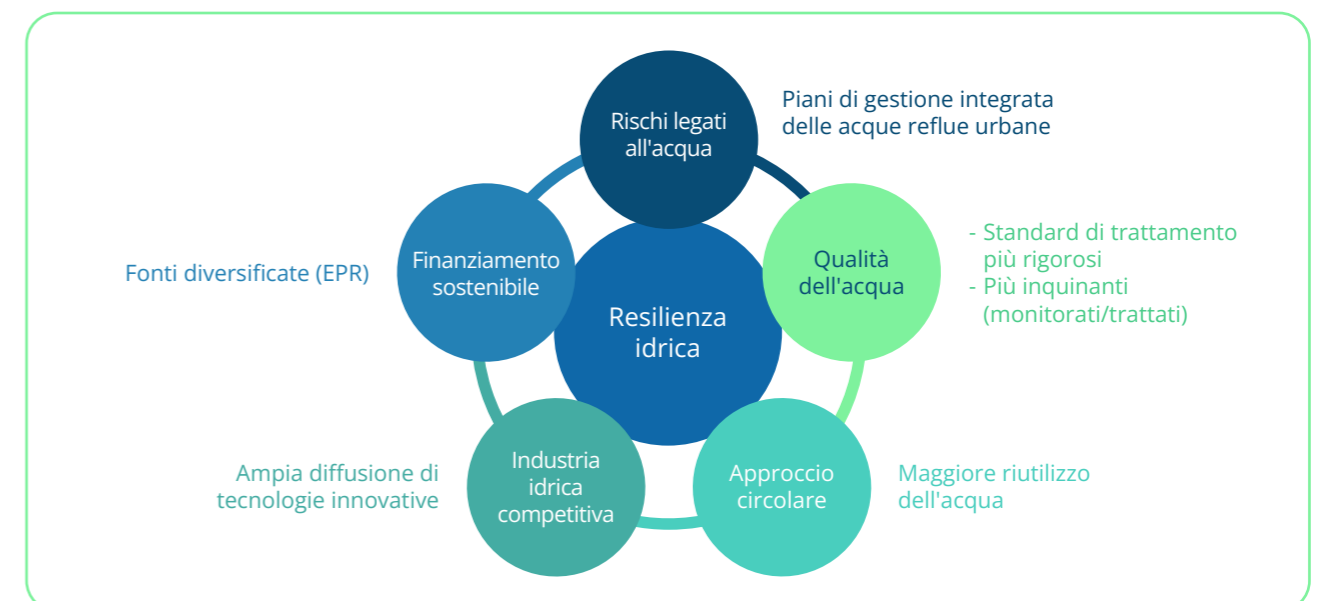 Rischi legati
all'acqua
Piani di gestione integrata
delle acque reflue urbane
Qualità
dell'acqua
- Standard di trattamento
più rigorosi
- Più inquinanti
(monitorati/trattati)
Approccio
circolare
Maggiore riutilizzo
dell'acqua
Industria
idrica
competitiva
Ampia diffusione di
tecnologie innovative
Finanziamento
sostenibile
Fonti diversificate (EPR)
Resilienza
idrica